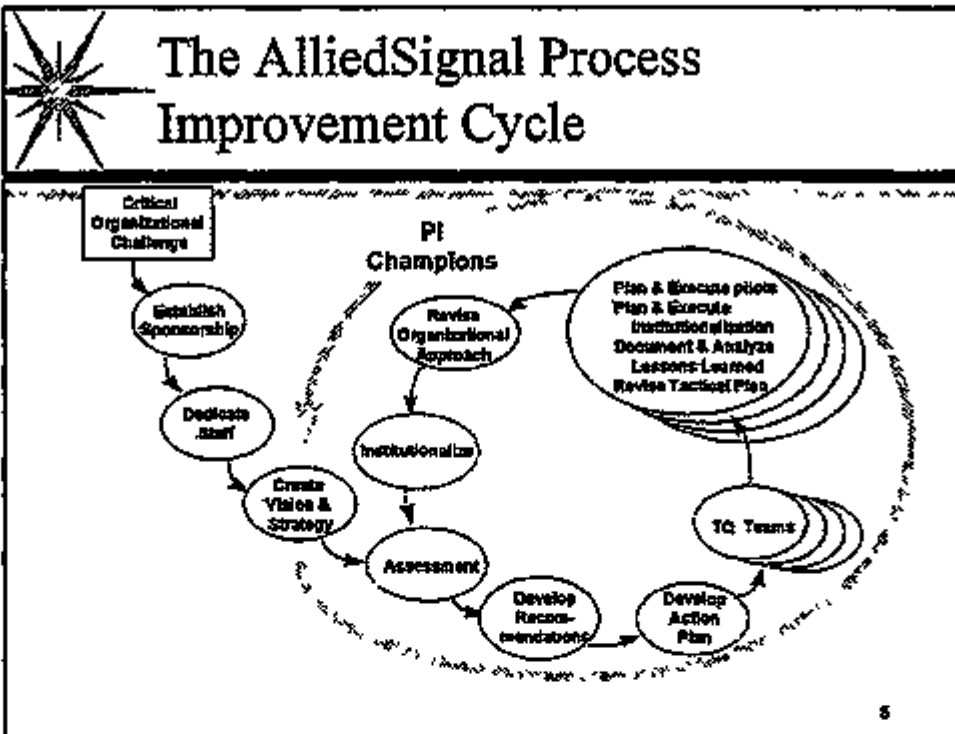 The AlliedSignal Process
Improvement Cycle
Critical
Organizational
Challenge
Establish
Sponsorship
Dedicate
Staff
Create
Vision &
Strategy
PI
Champions
Revise
Organizational
Approach
Institutionalize
Assessment
Develop
Recom-
mendations
Develop
Action
Plan
TQ Teams
Plan & Execute pilots
Plan & Execute
Institutionalization
Document & Analyze
Lessons Learned
Revise Tactical Plan